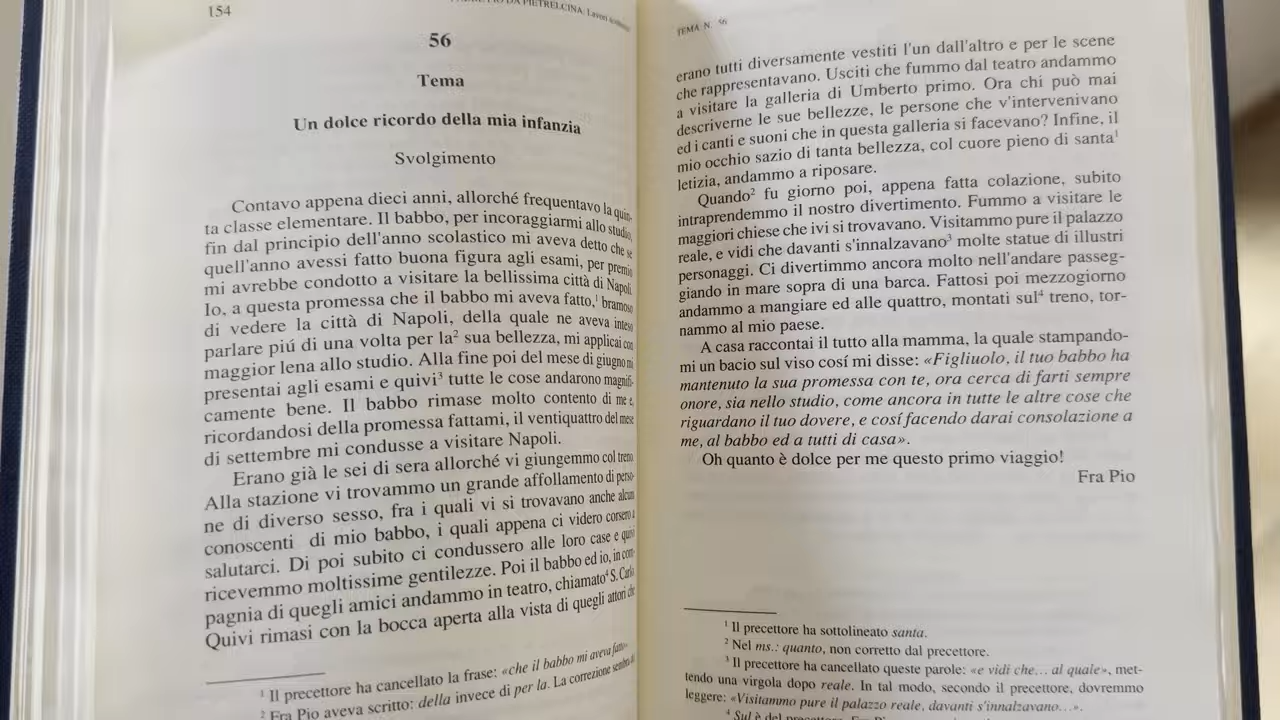 154
DA PIETRELCINA: Lavori
56
Tema
Un dolce ricordo della mia infanzia
Svolgimento
Contavo appena dieci anni, allorché frequentavo la quin-
ta classe elementare. Il babbo, per incoraggiarmi allo studio,
fin dal principio dell'anno scolastico mi aveva detto che se
quell'anno avessi fatto buona figura agli esami, per premio
mi avrebbe condotto a visitare la bellissima città di Napoli.
Io, a questa promessa che il babbo mi aveva fatto,¹ bramoso
di vedere la città di Napoli, della quale ne aveva inteso
parlare piú di una volta per la² sua bellezza, mi applicai con
maggior lena allo studio. Alla fine poi del mese di giugno mi
presentai agli esami e quivi³ tutte le cose andarono magnifi-
camente bene. Il babbo rimase molto contento di me e,
ricordandosi della promessa fattami, il ventiquattro del mese
di settembre mi condusse a visitare Napoli.
Erano già le sei di sera allorché vi giungemmo col treno.
Alla stazione vi trovammo un grande affollamento di perso-
ne di diverso sesso, fra i quali vi si trovavano anche alcuni
conoscenti di mio babbo, i quali appena ci videro corsero a
salutarci. Di poi subito ci condussero alle loro case e quivi
ricevemmo moltissime gentilezze. Poi il babbo ed io, in com-
pagnia di quegli amici andammo in teatro, chiamato⁴ S. Carlo.
Quivi rimasi con la bocca aperta alla vista di quegli attori che
¹ Il precettore ha cancellato la frase: «che il babbo mi aveva fatto».
² Fra Pio aveva scritto: della invece di per la. La correzione sembra
TEMA N. 56
erano tutti diversamente vestiti l'un dall'altro e per le scene
che rappresentavano. Usciti che fummo dal teatro andammo
a visitare la galleria di Umberto primo. Ora chi può mai
descriverne le sue bellezze, le persone che v'intervenivano
ed i canti e suoni che in questa galleria si facevano? Infine, il
mio occhio sazio di tanta bellezza, col cuore pieno di santa¹
letizia, andammo a riposare.
Quando² fu giorno poi, appena fatta colazione, subito
intraprendemmo il nostro divertimento. Fummo a visitare le
maggiori chiese che ivi si trovavano. Visitammo pure il palazzo
reale, e vidi che davanti s'innalzavano³ molte statue di illustri
personaggi. Ci divertimmo ancora molto nell'andare passeg-
giando in mare sopra di una barca. Fattosi poi mezzogiorno
andammo a mangiare ed alle quattro, montati sul⁴ treno, tor-
nammo al mio paese.
A casa raccontai il tutto alla mamma, la quale stampando-
mi un bacio sul viso cosí mi disse: «Figliuolo, il tuo babbo ha
mantenuto la sua promessa con te, ora cerca di farti sempre
onore, sia nello studio, come ancora in tutte le altre cose che
riguardano il tuo dovere, e cosí facendo darai consolazione a
me, al babbo ed a tutti di casa».
Oh quanto è dolce per me questo primo viaggio!
Fra Pio
¹ Il precettore ha sottolineato santa.
² Nel ms.: quanto, non corretto dal precettore.
³ Il precettore ha cancellato queste parole: «e vidi che... al quale», met-
tendo una virgola dopo reale. In tal modo, secondo il precettore, dovremmo
leggere: «Visitammo pure il palazzo reale, davanti s'innalzavano...».
⁴ Sul è del